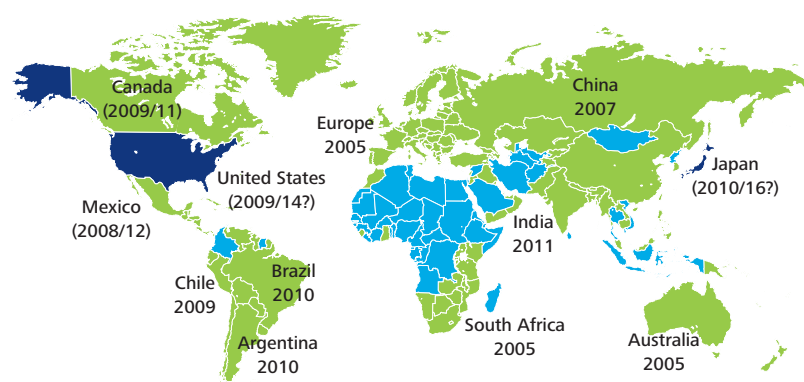 Canada
(2009/11)
China
2007
Europe
2005
Japan
(2010/16?)
United States
(2009/14?)
Mexico
(2008/12)
India
2011
Chile
2009
Brazil
2010
South Africa
2005
Argentina
2010
Australia
2005